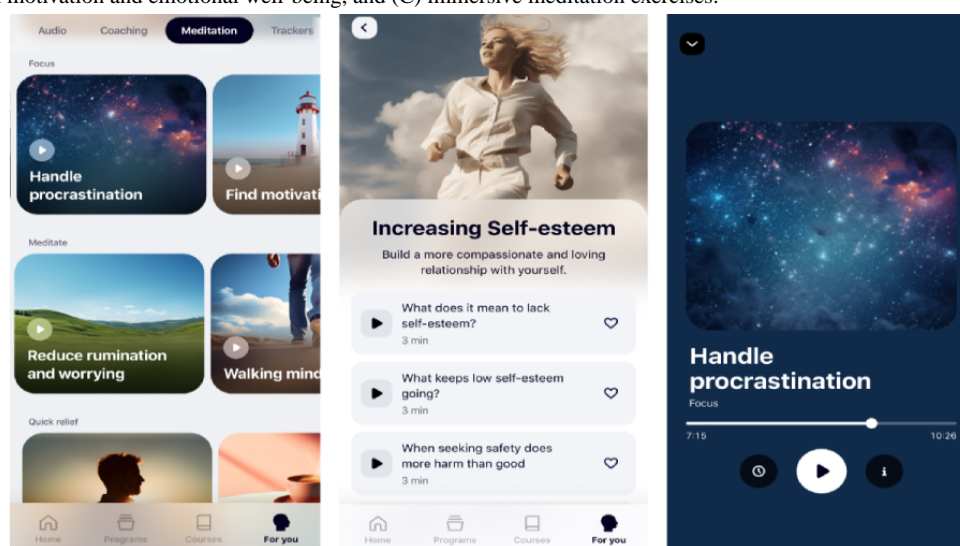 motivation and emotional well-being, and (C) immersive meditation exercises.
Audio
Coaching
Meditation
Trackers
Focus
Handle
procrastination
Find motivati
Meditate
Reduce rumination
and worrying
Walking mind
Quick relief
Home
Programs
Courses
For you
Increasing Self-esteem
Build a more compassionate and loving
relationship with yourself.
What does it mean to lack
self-esteem?
3 min
What keeps low self-esteem
going?
3 min
When seeking safety does
more harm than good
3 min
Home
Programs
Courses
For you
Handle
procrastination
Focus
7:15
10:26